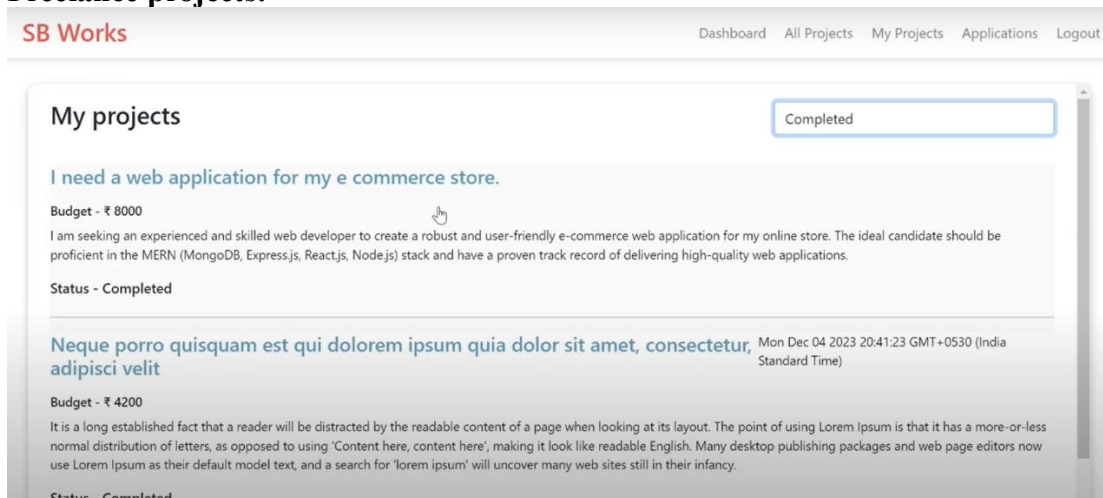 Freelance projects:
SB Works
Dashboard All Projects My Projects Applications Logout
My projects
Completed
I need a web application for my e commerce store.
Budget - ₹ 8000
I am seeking an experienced and skilled web developer to create a robust and user-friendly e-commerce web application for my online store. The ideal candidate should be
proficient in the MERN (MongoDB, Express.js, React.js, Node.js) stack and have a proven track record of delivering high-quality web applications.
Status - Completed
Neque porro quisquam est qui dolorem ipsum quia dolor sit amet, consectetur,
adipisci velit
Mon Dec 04 2023 20:41:23 GMT+0530 (India
Standard Time)
Budget - ₹ 4200
It is a long established fact that a reader will be distracted by the readable content of a page when looking at its layout. The point of using Lorem Ipsum is that it has a more-or-less
normal distribution of letters, as opposed to using 'Content here, content here', making it look like readable English. Many desktop publishing packages and web page editors now
use Lorem Ipsum as their default model text, and a search for 'lorem ipsum' will uncover many web sites still in their infancy.
Status - Completed